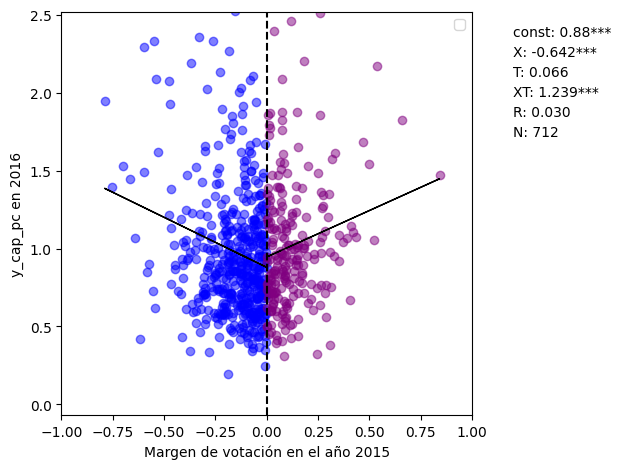 2.5
2.0
1.5
1.0
0.5
0.0
y_cap_pc en 2016
-1.00 -0.75 -0.50 -0.25 0.00 0.25 0.50 0.75 1.00
Margen de votación en el año 2015
const: 0.88***
X: -0.642***
T: 0.066
XT: 1.239***
R: 0.030
N: 712